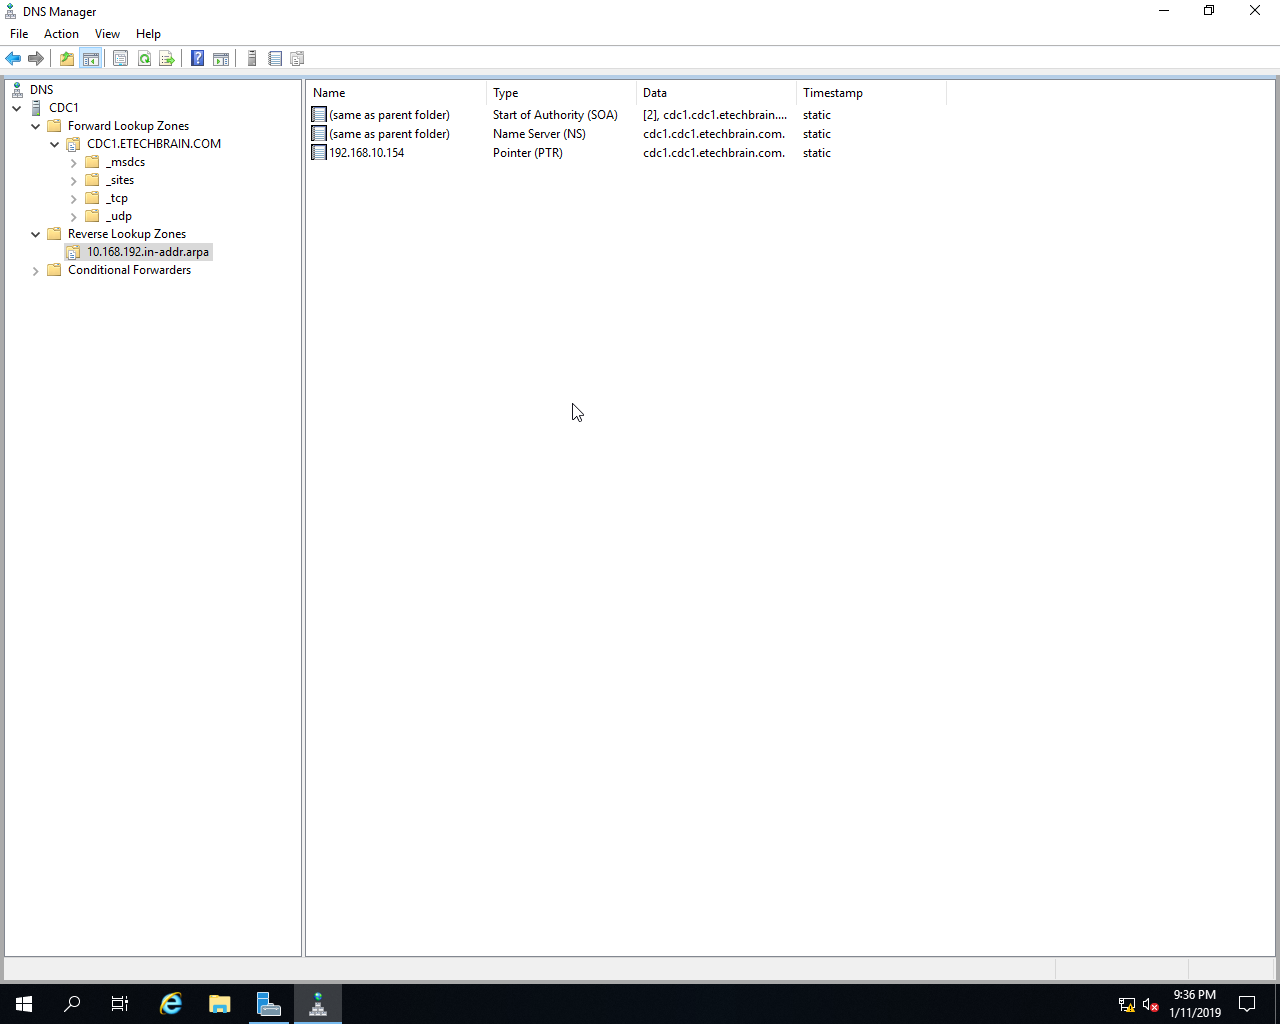 DNS Manager
File Action View Help
DNS
CDC1
Forward Lookup Zones
CDC1.ETECHBRAIN.COM
_msdcs
_sites
_tcp
_udp
Reverse Lookup Zones
10.168.192.in-addr.arpa
Conditional Forwarders
Name Type Data Timestamp
(same as parent folder) Start of Authority (SOA) [2], cdc1.cdc1.etechbrain.... static
(same as parent folder) Name Server (NS) cdc1.cdc1.etechbrain.com. static
192.168.10.154 Pointer (PTR) cdc1.cdc1.etechbrain.com. static
9:36 PM
1/11/2019